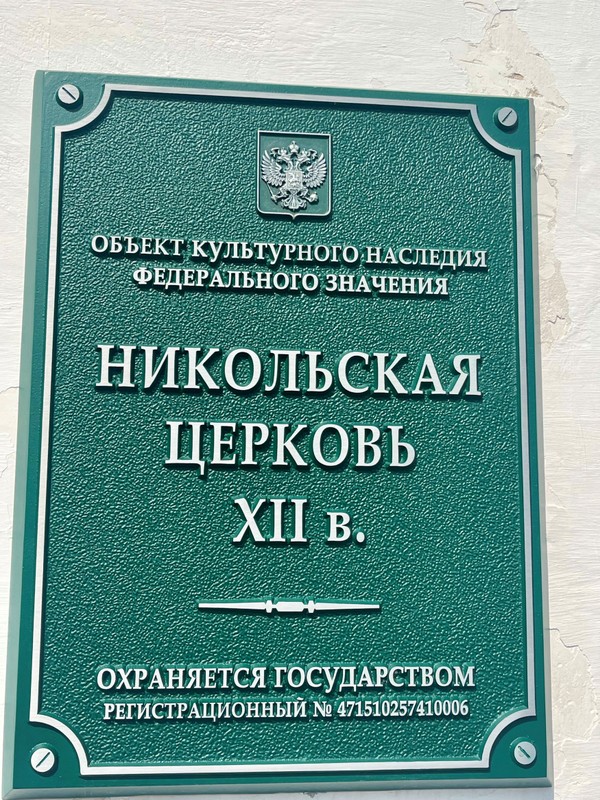 ОБЪЕКТ КУЛЬТУРНОГО НАСЛЕДИЯ
ФЕДЕРАЛЬНОГО ЗНАЧЕНИЯ
НИКОЛЬСКАЯ
ЦЕРКОВЬ
XII в.
ОХРАНЯЕТСЯ ГОСУДАРСТВОМ
РЕГИСТРАЦИОННЫЙ № 471510257410006